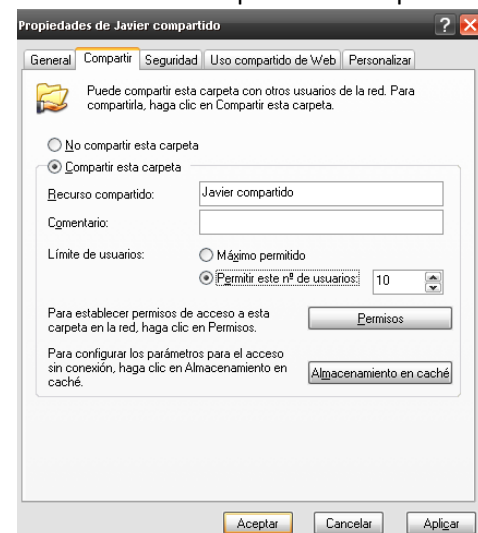 Propiedades de Javier compartido
General Compartir Seguridad Uso compartido de Web Personalizar
Puede compartir esta carpeta con otros usuarios de la red. Para
compartirla, haga clic en Compartir esta carpeta.
No compartir esta carpeta
Compartir esta carpeta
Recurso compartido: Javier compartido
Comentario:
Límite de usuarios: Máximo permitido
Permitir este nº de usuarios: 10
Para establecer permisos de
acceso a esta
carpeta en la red, haga clic en Permisos.
Permisos
Para configurar los parámetros para el acceso
sin conexión, haga clic en Almacenamiento en
caché.
Almacenamiento en caché
Aceptar Cancelar Aplicar